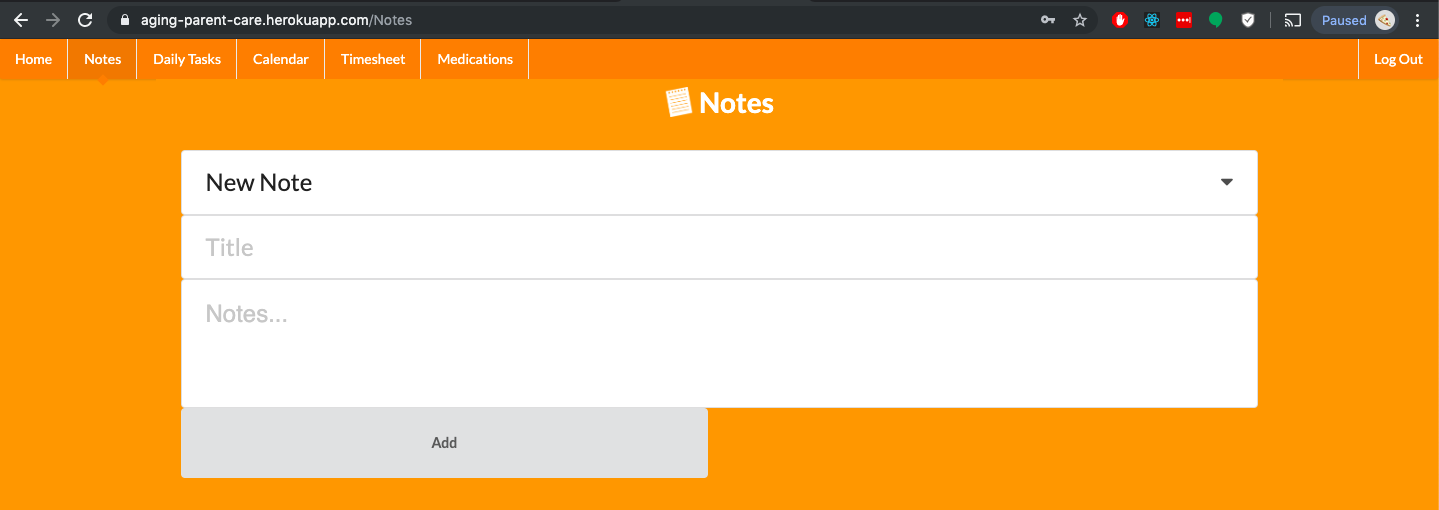 aging-parent-care.herokuapp.com/Notes
Paused
Home Notes Daily Tasks Calendar Timesheet Medications Log Out
Notes
New Note
Title
Notes...
Add